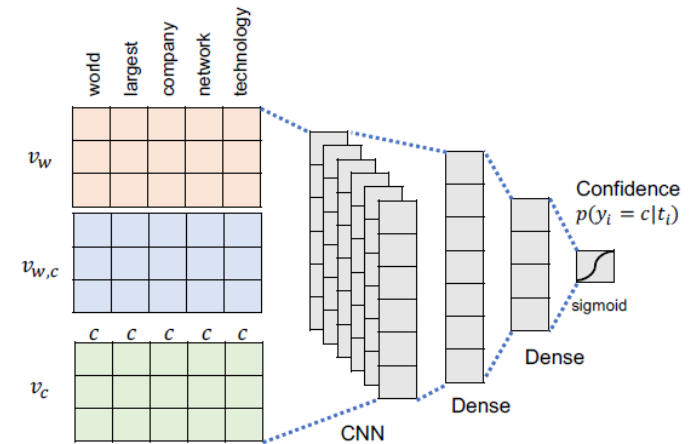 world
largest
company
network
technology
v_w
v_{w,c}
c c c c c
v_c
CNN
Dense
Dense
Confidence
p(y_i = c|t_i)
sigmoid